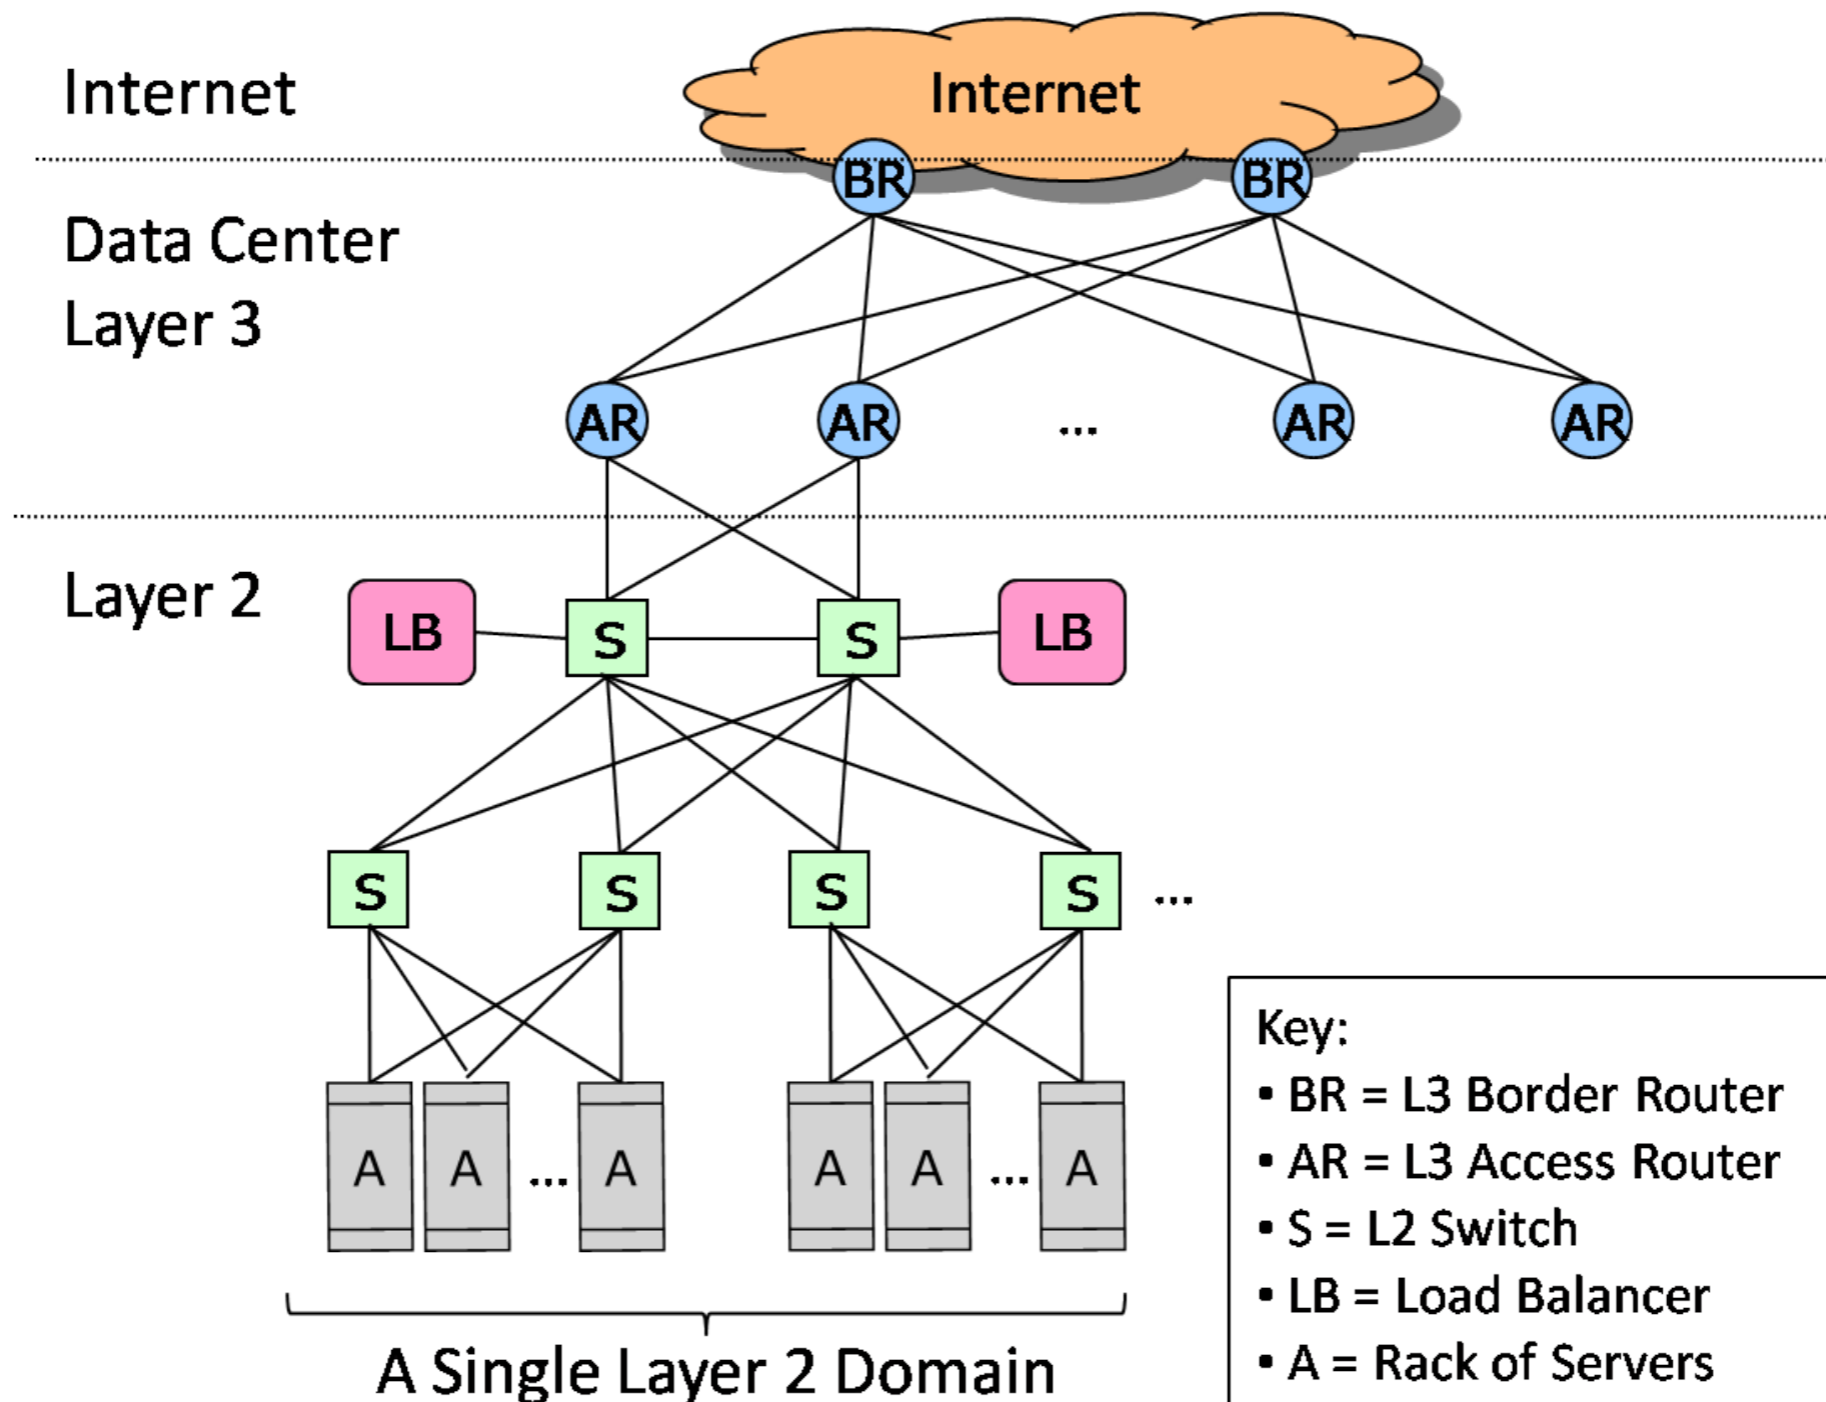 Internet
Internet
BR BR
Data Center
Layer 3
AR AR ... AR AR
Layer 2
LB S S LB
S S S S ...
A A ... A A A ... A
A Single Layer 2 Domain
Key:
• BR = L3 Border Router
• AR = L3 Access Router
• S = L2 Switch
• LB = Load Balancer
• A = Rack of Servers